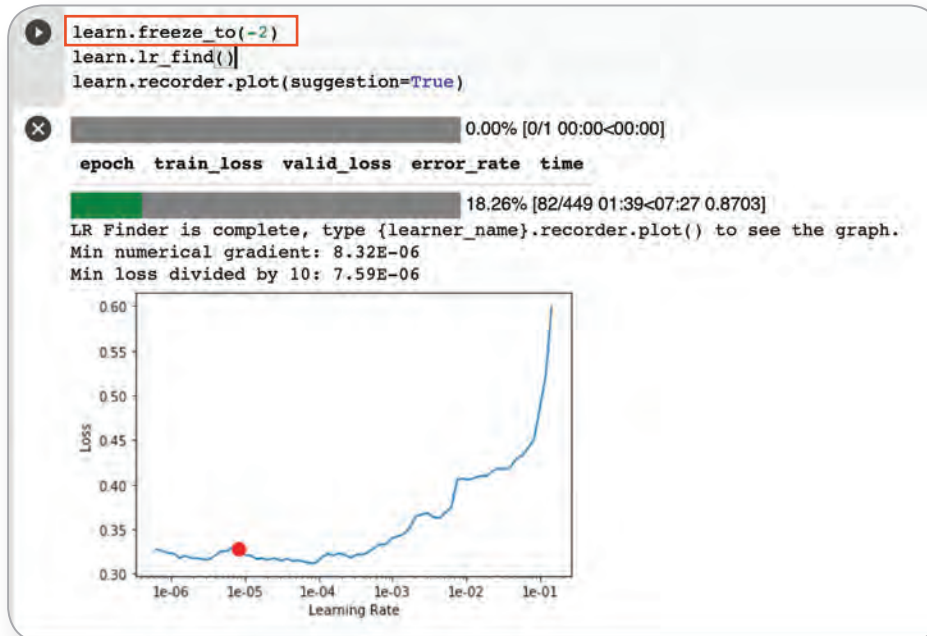 learn.freeze_to(-2)
learn.lr_find()
learn.recorder.plot(suggestion=True)
0.00% [0/1 00:00<00:00]
epoch train_loss valid_loss error_rate time
18.26% [82/449 01:39<07:27 0.8703]
LR Finder is complete, type {learner_name}.recorder.plot() to see the graph.
Min numerical gradient: 8.32E-06
Min loss divided by 10: 7.59E-06
0.60
0.55
0.50
0.45
0.40
0.35
0.30
Loss
1e-06 1e-05 1e-04 1e-03 1e-02 1e-01
Learning Rate